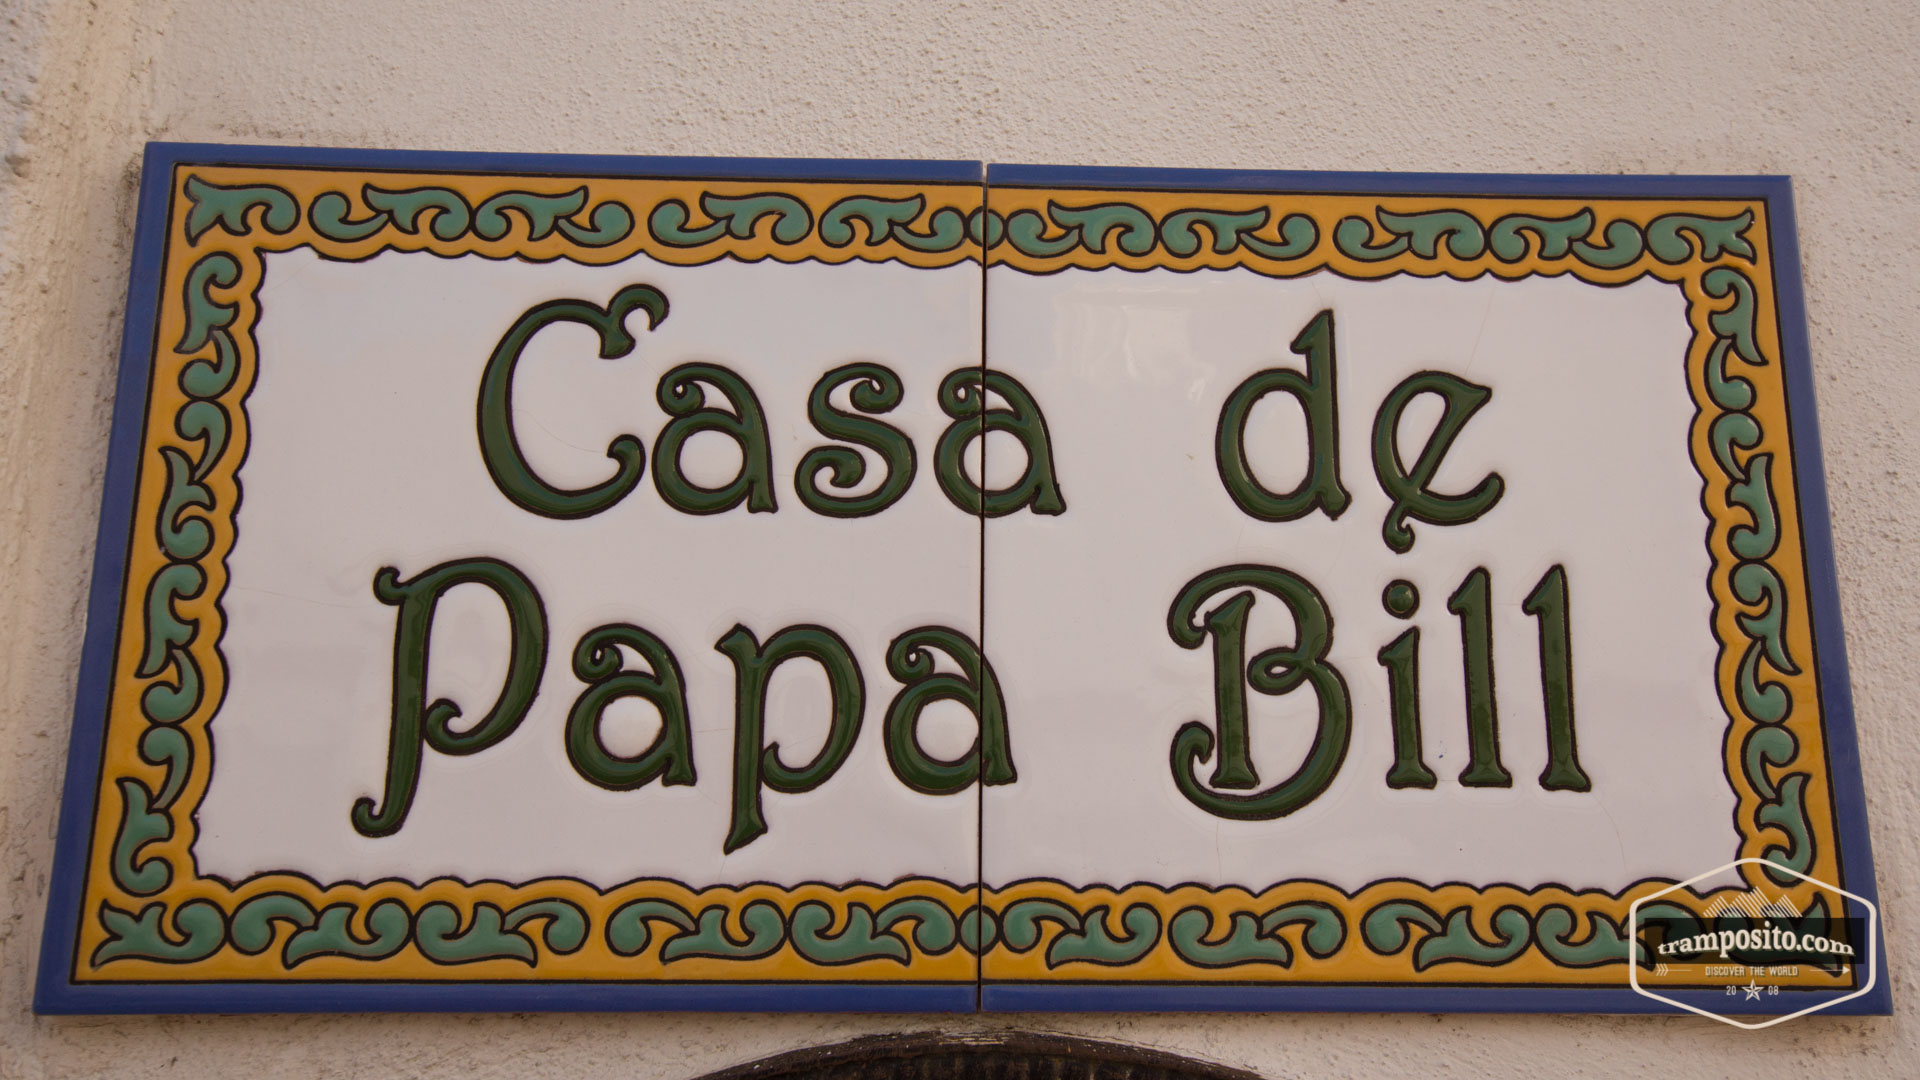 Casa de
Papa Bill
tramposito.com
DISCOVER THE WORLD
20 08